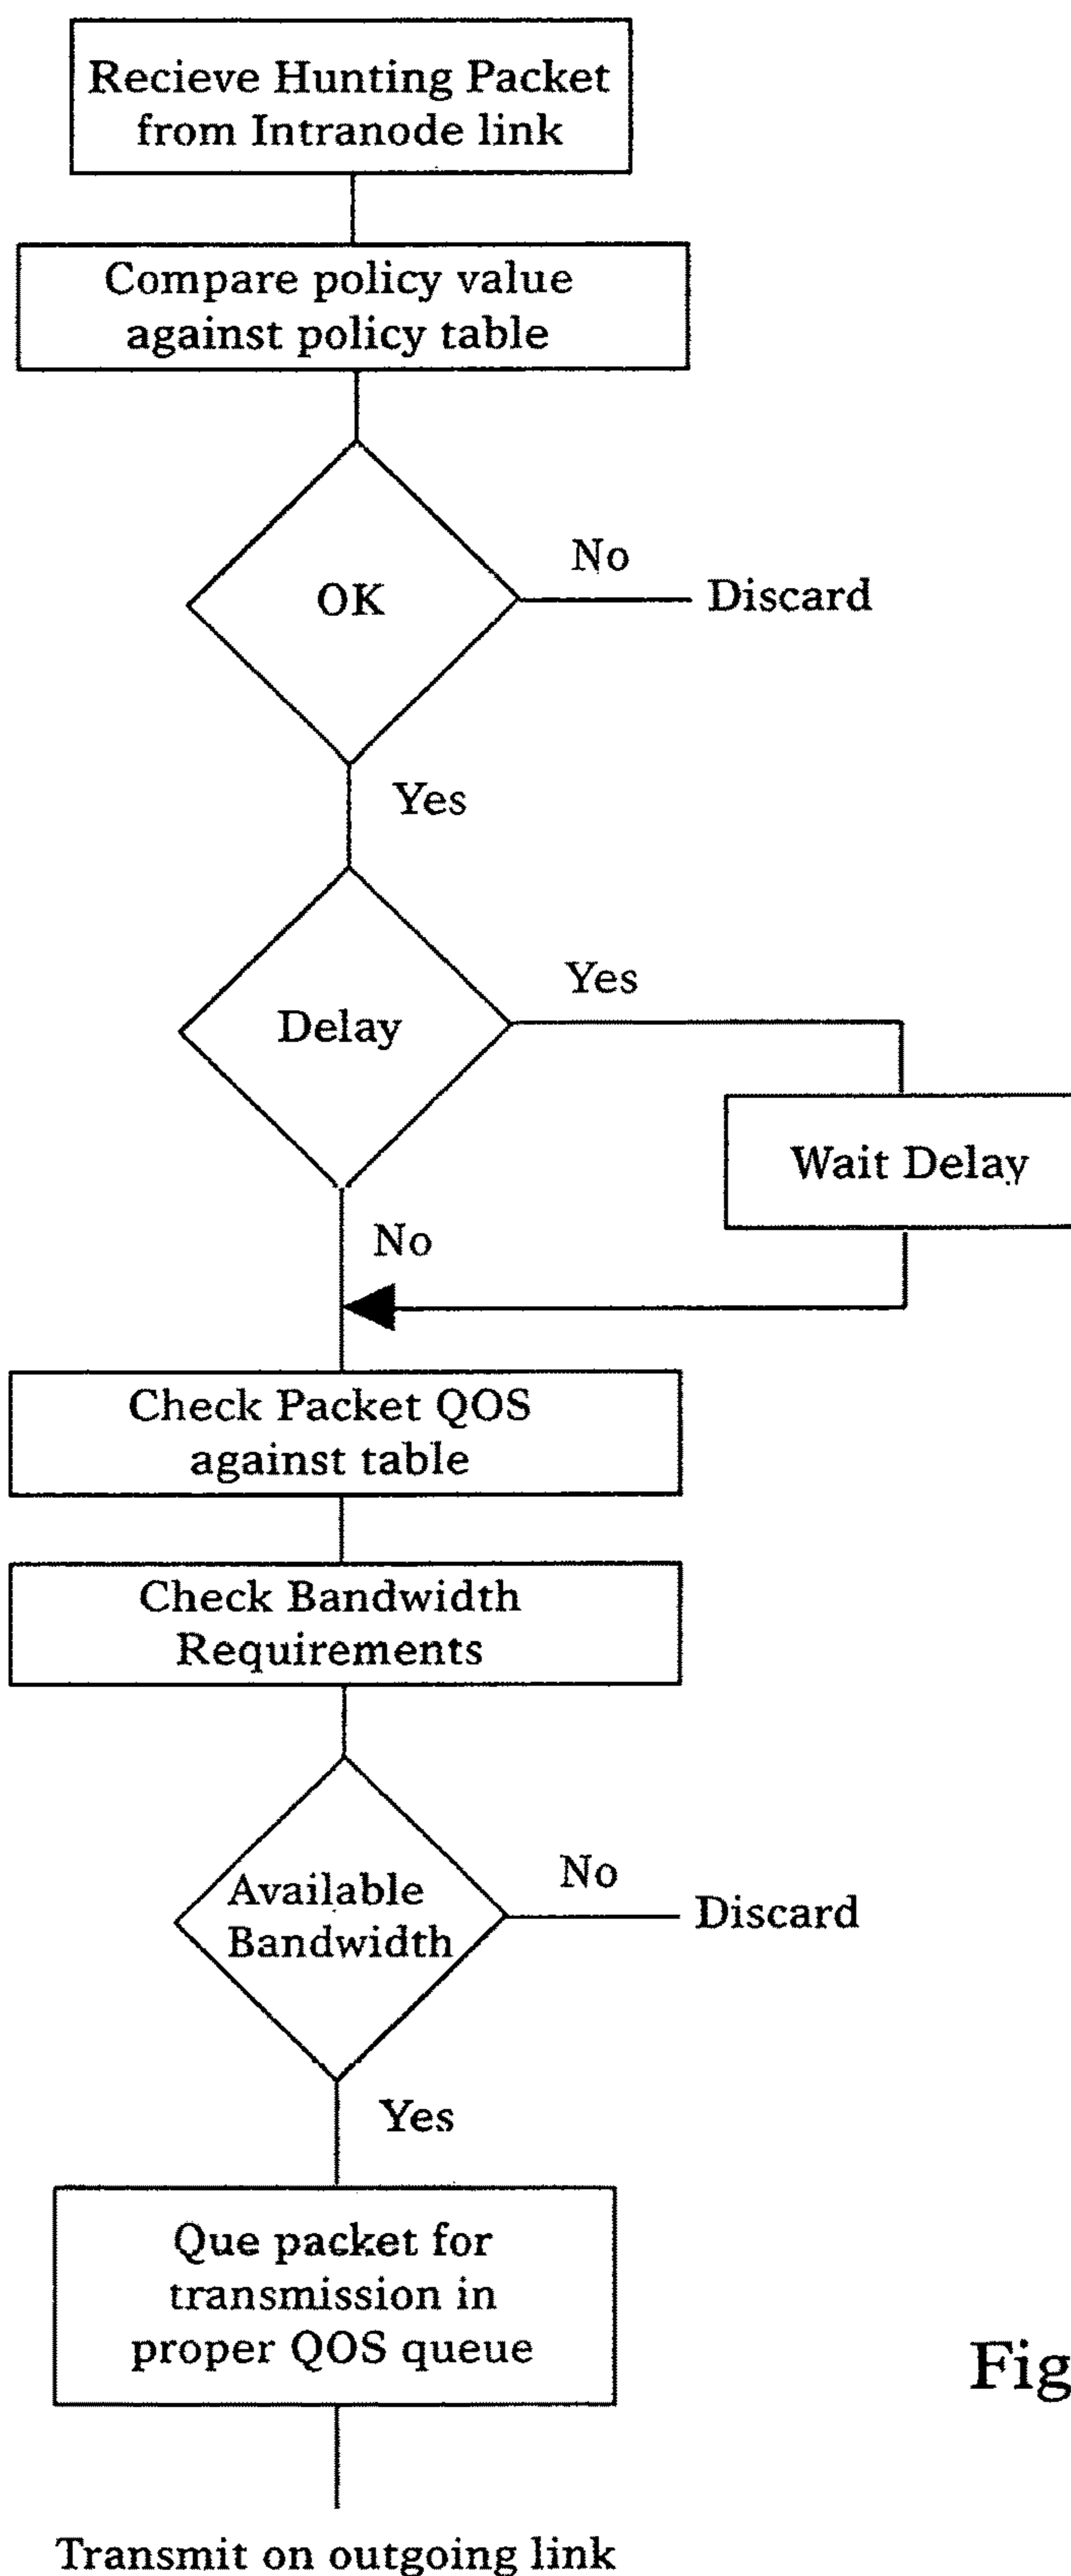 Recieve Hunting Packet
from Intranode link
Compare policy value
against policy table
OK
No
Discard
Yes
Delay
Yes
Wait Delay
No
Check Packet QOS
against table
Check Bandwidth
Requirements
Available
Bandwidth
No
Discard
Yes
Que packet for
transmission in
proper QOS queue
Fig
Transmit on outgoing link